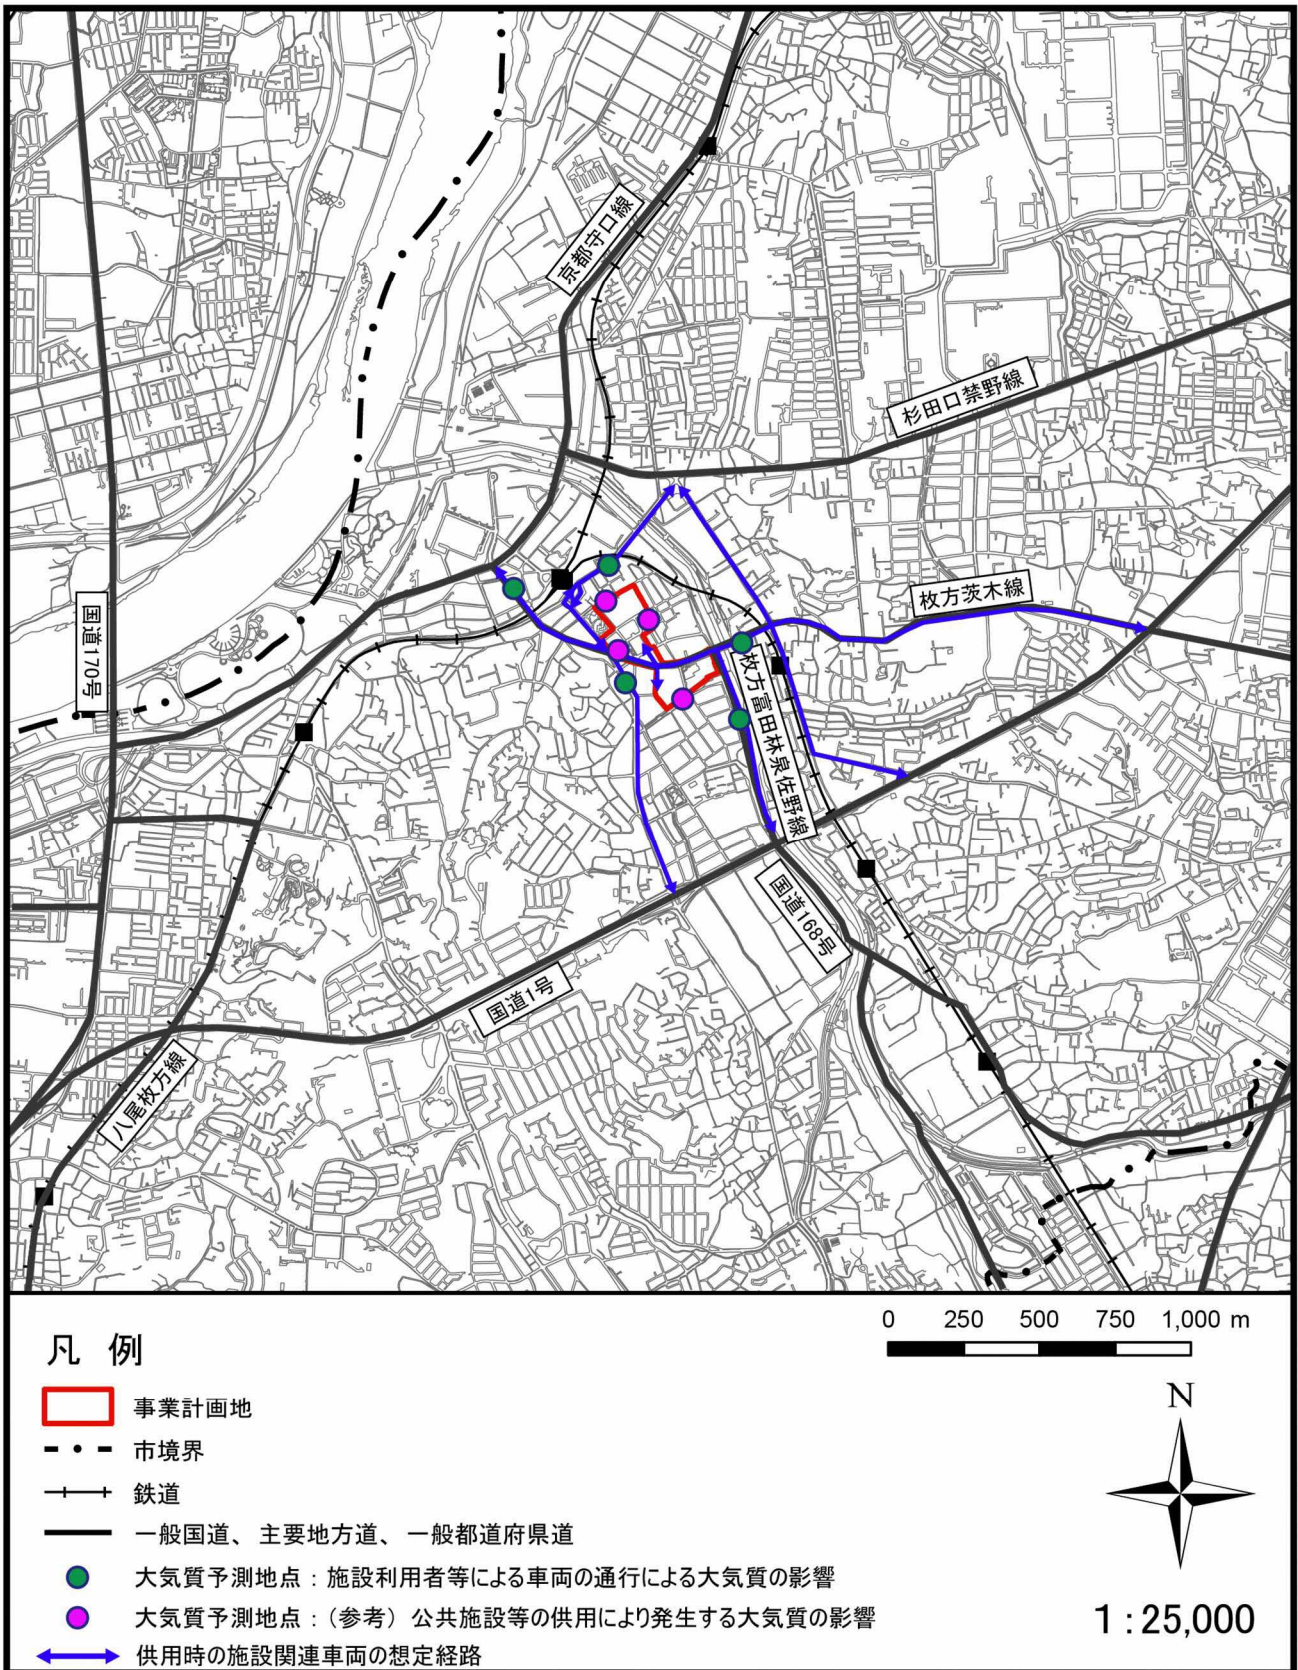 京都守口線
杉田口禁野線
枚方茨木線
国道170号
枚方富田林泉佐野線
国道168号
国道1号
八尾枚方線
0 250 500 750 1,000 m
凡 例
事業計画地
市境界
鉄道
一般国道、主要地方道、一般都道府県道
大気質予測地点：施設利用者等による車両の通行による大気質の影響
大気質予測地点：（参考）公共施設等の供用により発生する大気質の影響
供用時の施設関連車両の想定経路
N
1：25,000